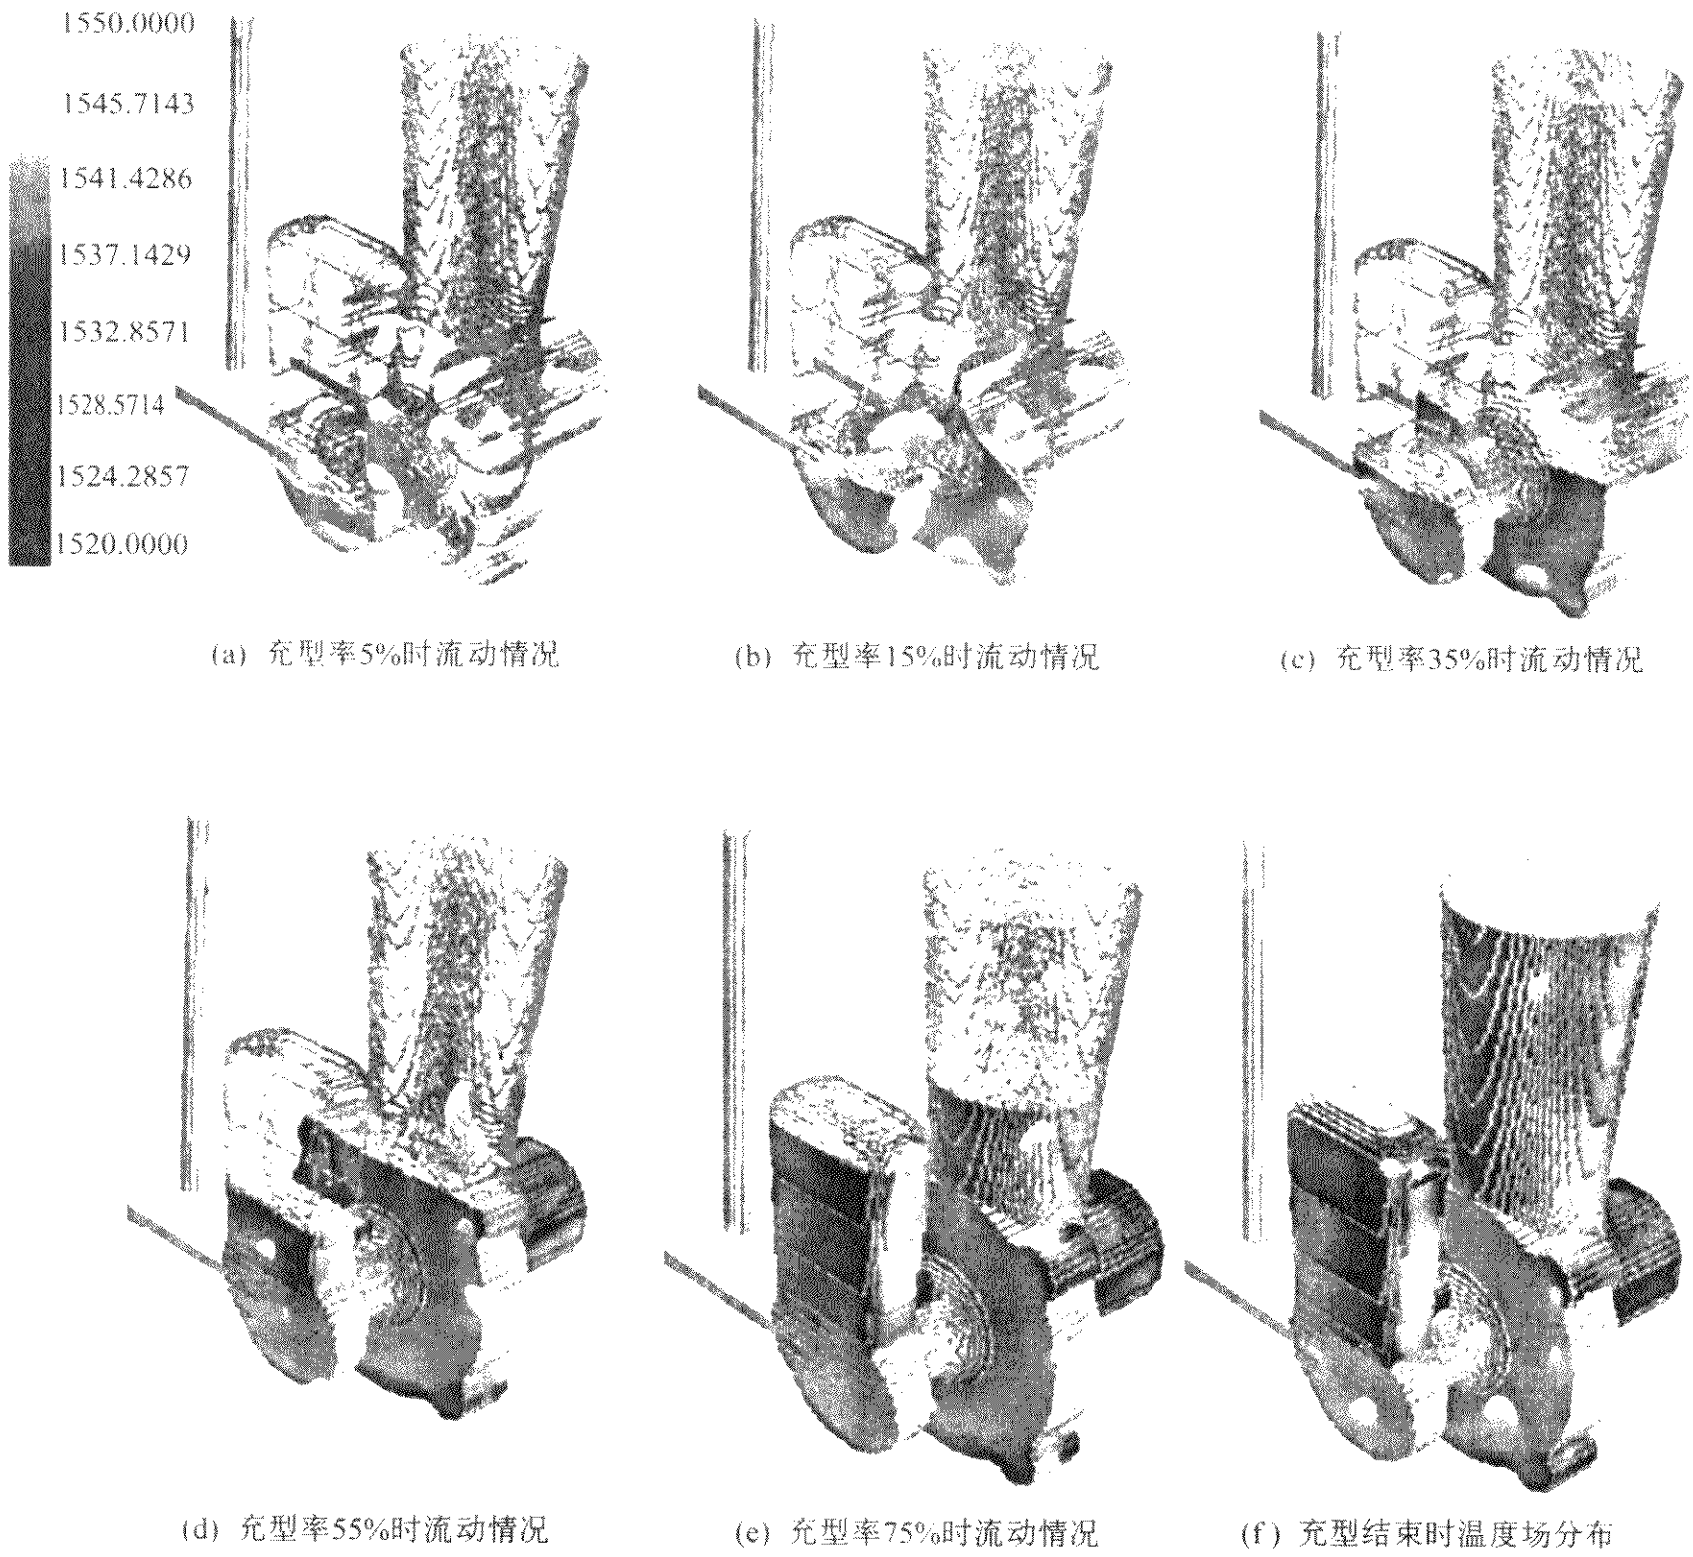 1550.0000
1545.7143
1541.4286
1537.1429
1532.8571
1528.5714
1524.2857
1520.0000
(a) 充型率5%时流动情况
(b) 充型率15%时流动情况
(c) 充型率35%时流动情况
(d) 充型率55%时流动情况
(e) 充型率75%时流动情况
(f) 充型结束时温度场分布